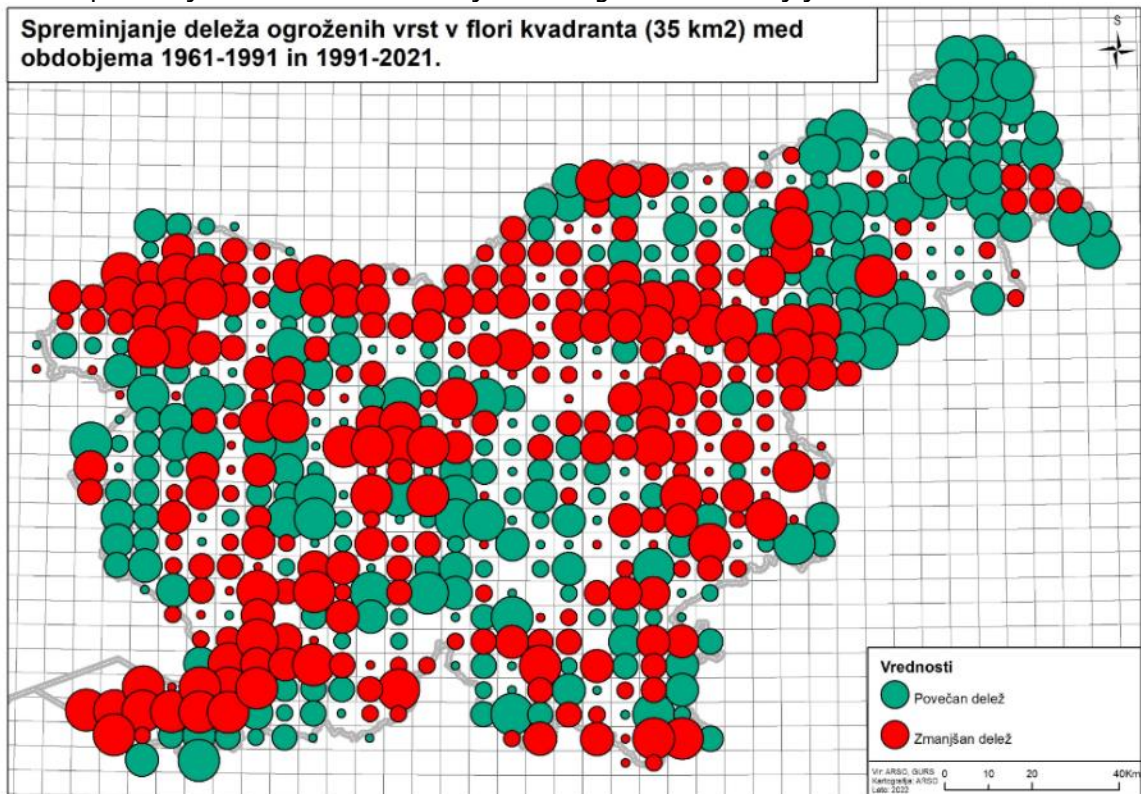 Spreminjanje deleža ogroženih vrst v flori kvadranta (35 km2) med
obdobjema 1961-1991 in 1991-2021.
S
Vrednosti
Povečan delež
Zmanjšan delež
Vir: ARSO, GURS
Kartografija: ARSO
Leto: 2022
0 10 20 40Km